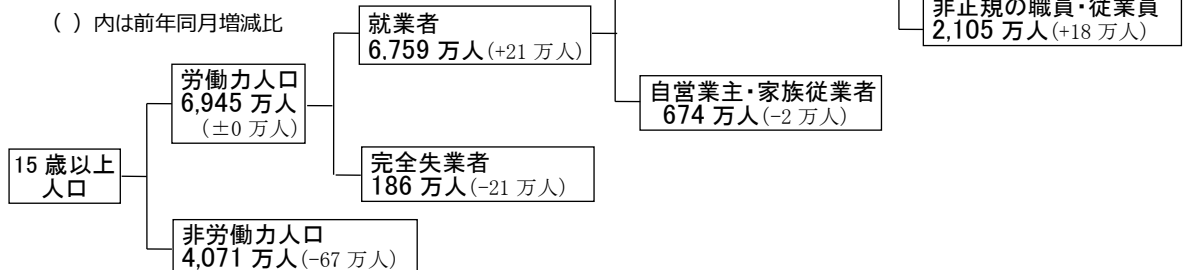 ( ) 内は前年同月増減比
非正規の職員・従業員
2,105 万人(+18 万人)
就業者
6,759 万人(+21 万人)
自営業主・家族従業者
674 万人(-2 万人)
労働力人口
6,945 万人
(±0 万人)
15 歳以上
人口
完全失業者
186 万人(-21 万人)
非労働力人口
4,071 万人(-67 万人)